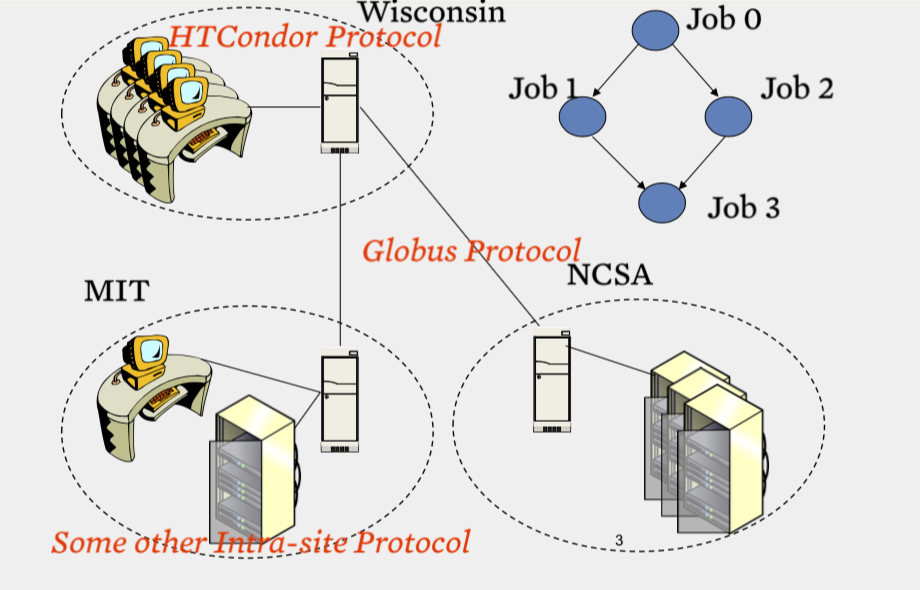 Wisconsin
HTCondor Protocol
Job 0
Job 1
Job 2
Job 3
Globus Protocol
NCSA
MIT
Some other Intra-site Protocol
3